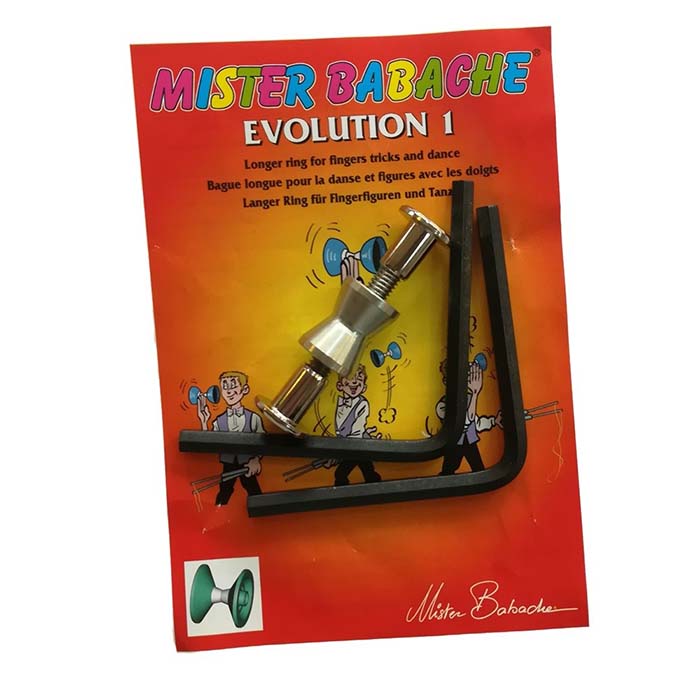 MISTER BABACHE®
EVOLUTION 1
Longer ring for fingers tricks and dance
Bague longue pour la danse et figures avec les doigts
Langer Ring für Fingerfiguren und Tanz
Mister Babache